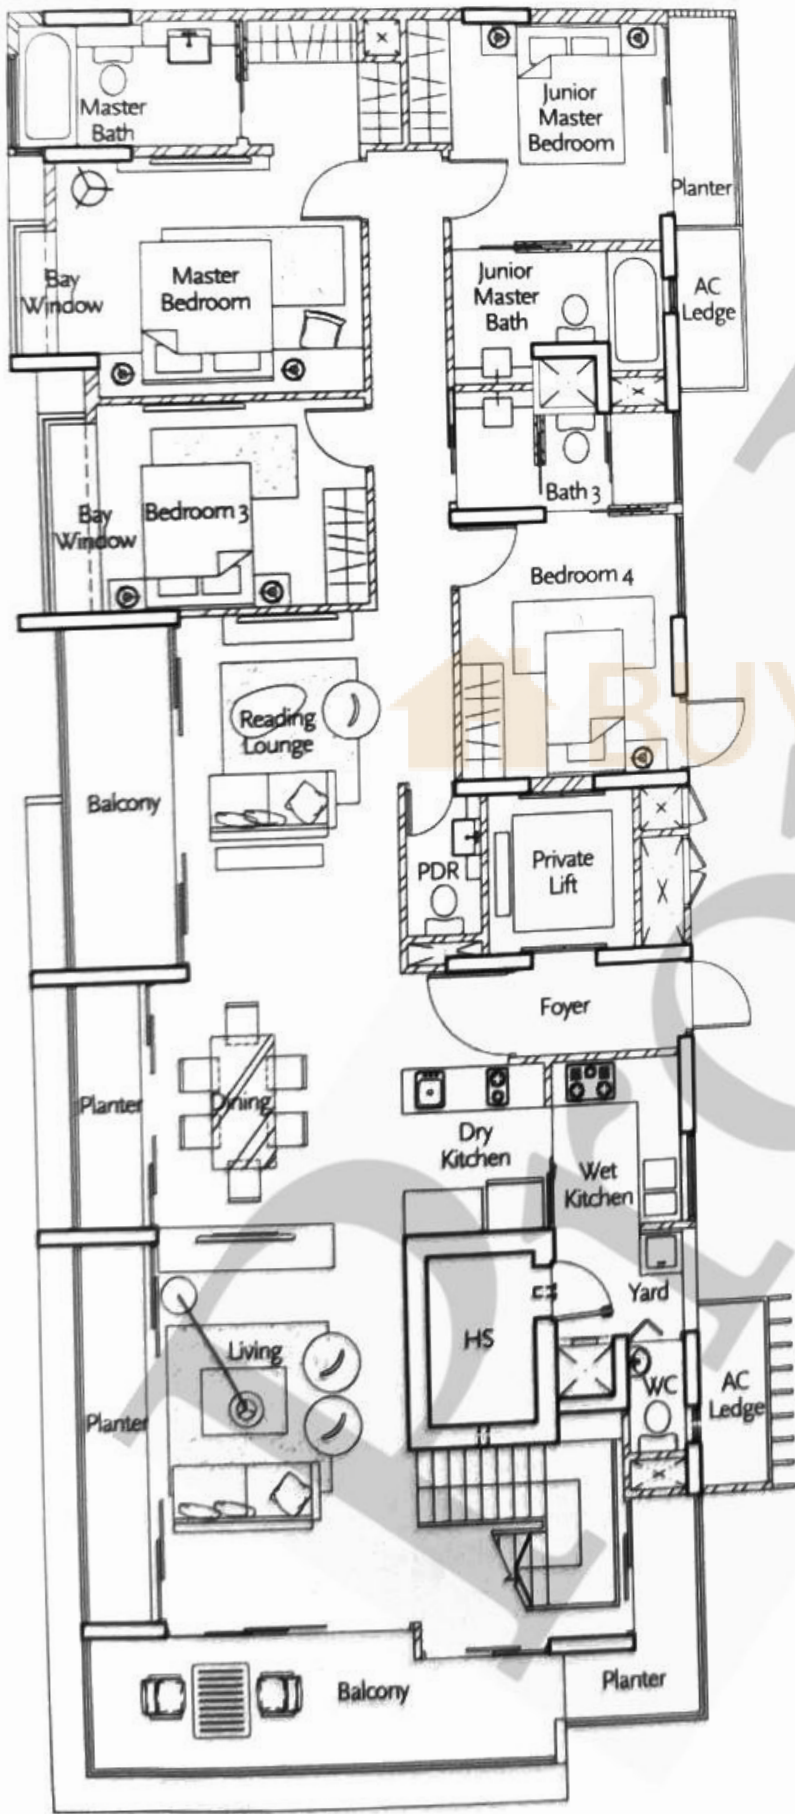 Master
Bath
Junior
Master
Bedroom
Planter
Bay
Window
Master
Bedroom
Junior
Master
Bath
AC
Ledge
Bay
Window
Bedroom 3
Bath 3
Bedroom 4
BUY
Reading
Lounge
Balcony
PDR
Private
Lift
Foyer
Planter
Dining
Dry
Kitchen
Wet
Kitchen
Yard
HS
Living
Planter
WC
AC
Ledge
Balcony
Planter